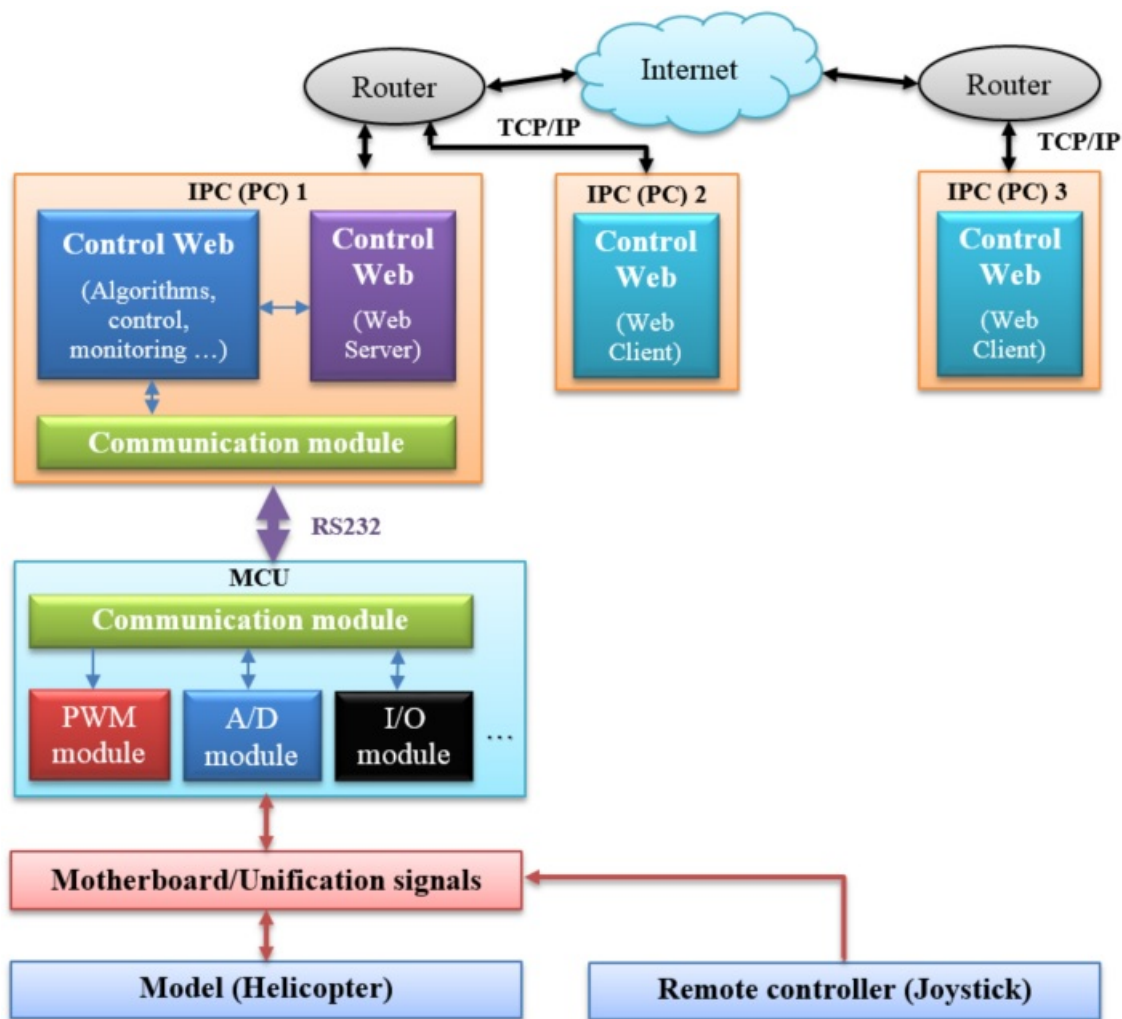 Router
Internet
Router
TCP/IP
TCP/IP
IPC (PC) 1
IPC (PC) 2
IPC (PC) 3
Control Web
(Algorithms,
control,
monitoring ...)
Control
Web
(Web
Server)
Control
Web
(Web
Client)
Control
Web
(Web
Client)
Communication module
RS232
MCU
Communication module
PWM
module
A/D
module
I/O
module
...
Motherboard/Unification signals
Model (Helicopter)
Remote controller (Joystick)